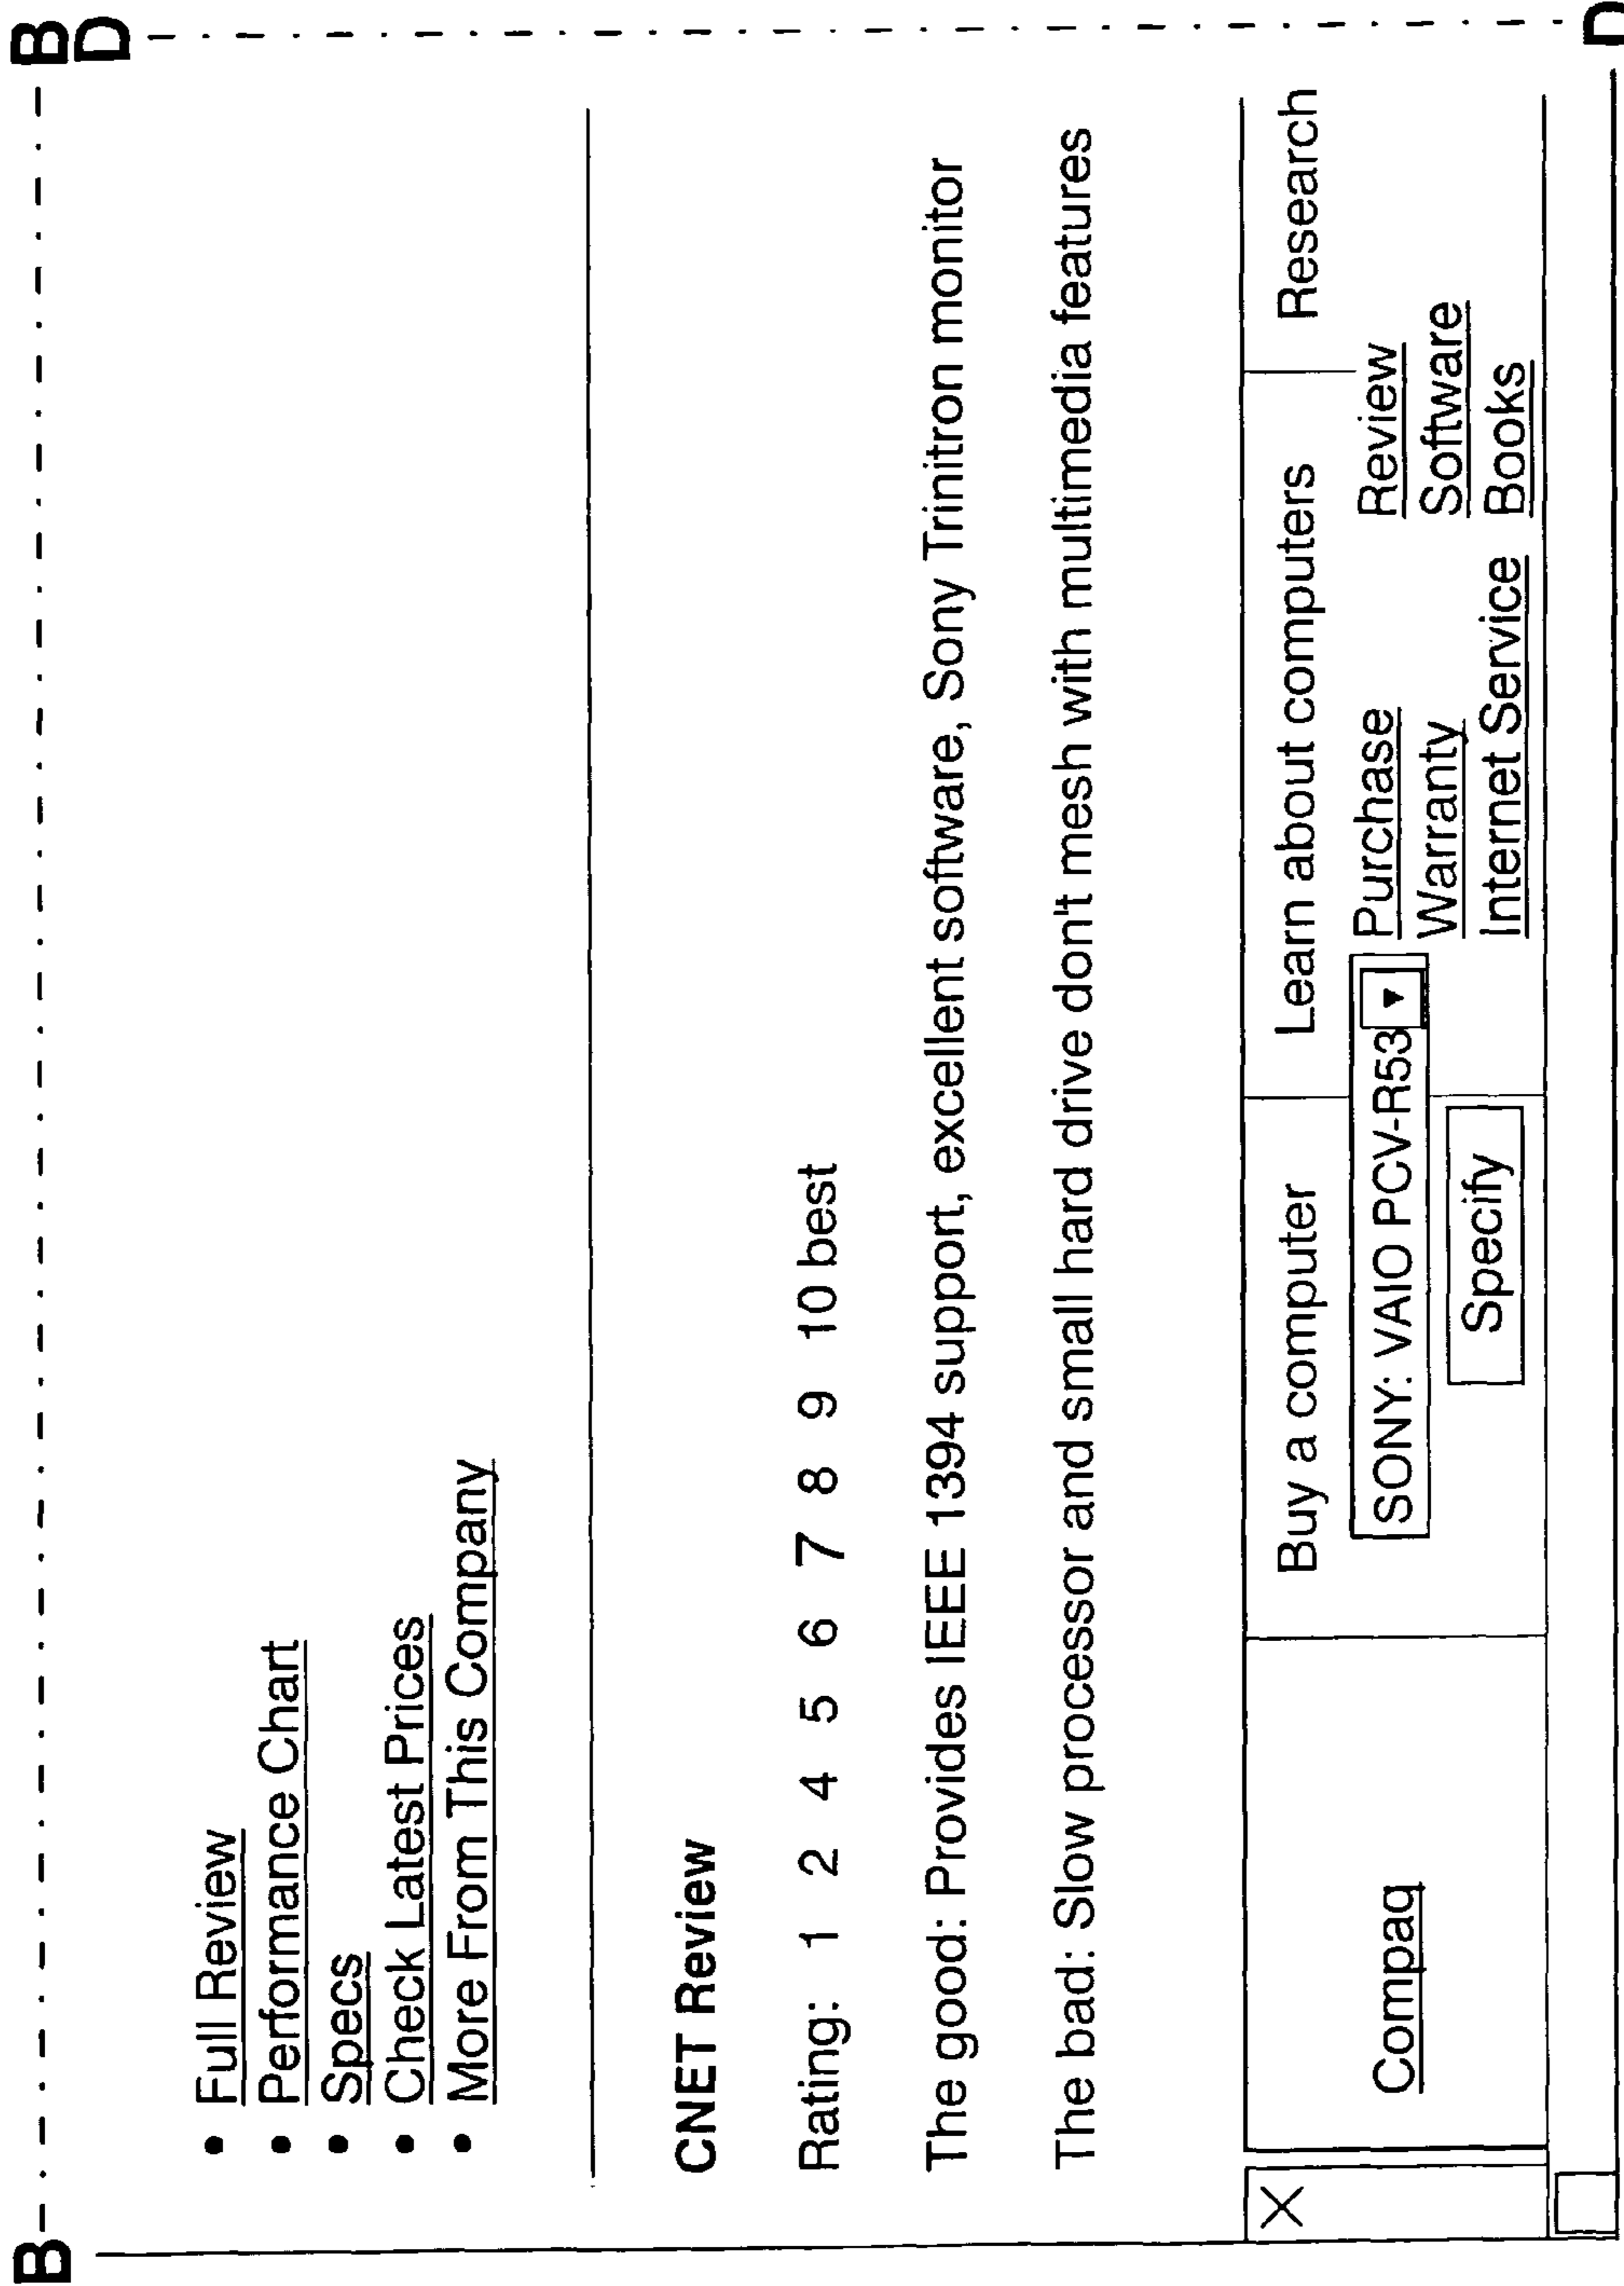 B B
D
• Full Review
• Performance Chart
• Specs
• Check Latest Prices
• More From This Company
CNET Review
Rating: 1 2 4 5 6 7 8 9 10 best
The good: Provides IEEE 1394 support, excellent software, Sony Trinitron monitor
The bad: Slow processor and small hard drive don't mesh with multimedia features
X
Buy a computer Learn about computers Research
Compaq SONY: VAIO PCV-R53 ▼ Purchase Review
Warranty Software
Specify Internet Service Books
D